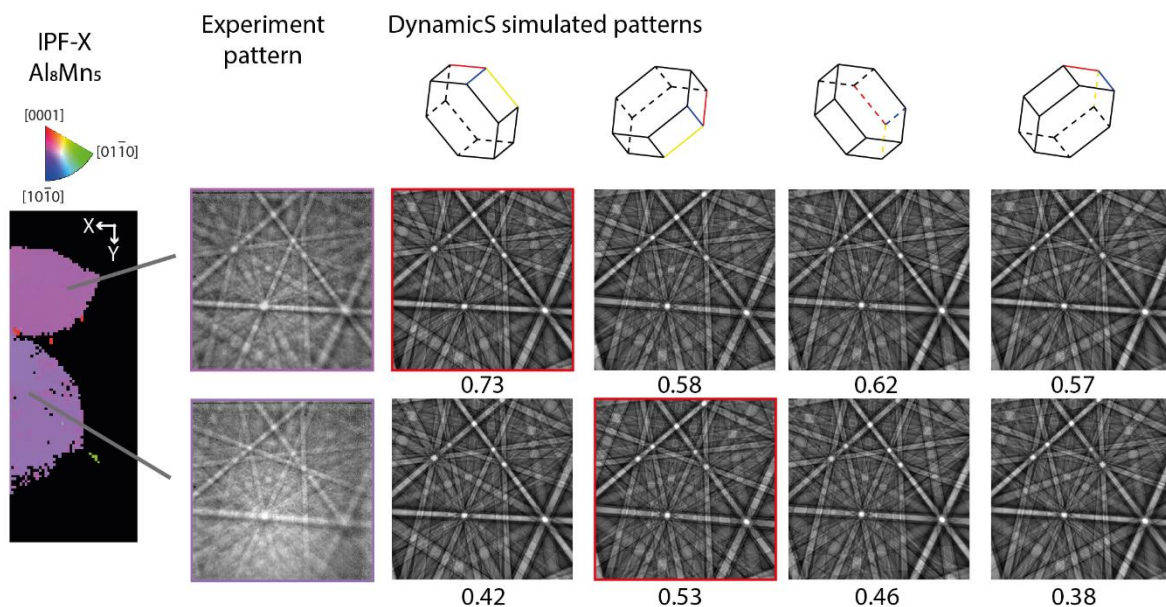 IPF-X
Al₈Mn₅
[0001]
[011̄0]
[101̄0]
X
Y
Experiment
pattern
DynamicS simulated patterns
0.73 0.58 0.62 0.57
0.42 0.53 0.46 0.38